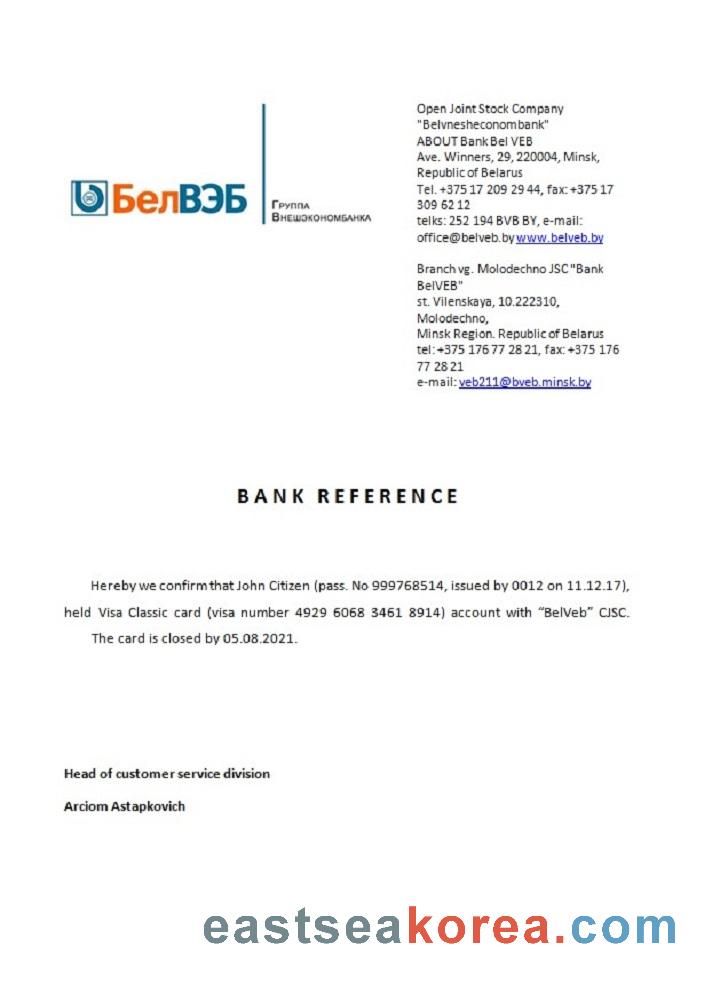 БелВЭБ
Группа
Внешэкономбанка
Open Joint Stock Company
"Belvnesheconombank"
ABOUT Bank Bel VEB
Ave. Winners, 29, 220004, Minsk,
Republic of Belarus
Tel. +375 17 209 29 44, fax: +375 17
309 62 12
telks: 252 194 BVB BY, e-mail:
office@belveb.by www.belveb.by
Branch vg. Molodechno JSC "Bank
BelVEB"
st. Vilenskaya, 10.222310,
Molodechno,
Minsk Region. Republic of Belarus
tel: +375 176 77 28 21, fax: +375 176
77 28 21
e-mail: veb211@bveb.minsk.by
BANK REFERENCE
Hereby we confirm that John Citizen (pass. No 999768514, issued by 0012 on 11.12.17),
held Visa Classic card (visa number 4929 6068 3461 8914) account with “BelVeb” CJSC.
The card is closed by 05.08.2021.
Head of customer service division
Arciom Astapkovich
eastseakorea.com